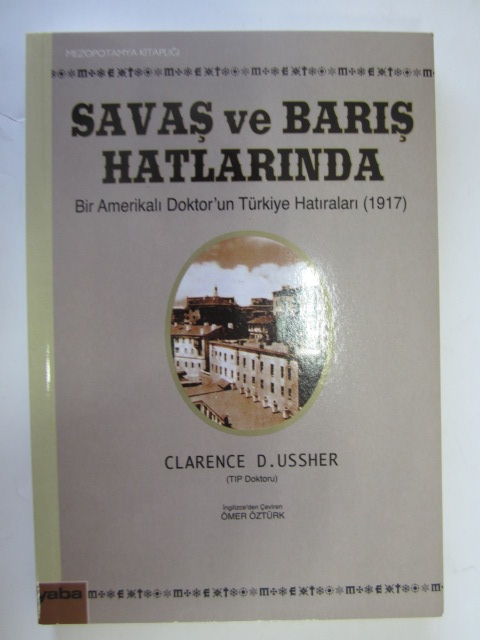 MEZOPOTAMYA KİTAPLIĞI
SAVAŞ ve BARIŞ
HATLARINDA
Bir Amerikalı Doktor'un Türkiye Hatıraları (1917)
CLARENCE D.USSHER
(TIP Doktoru)
İngilizce'den Çeviren
ÖMER ÖZTÜRK
yaba